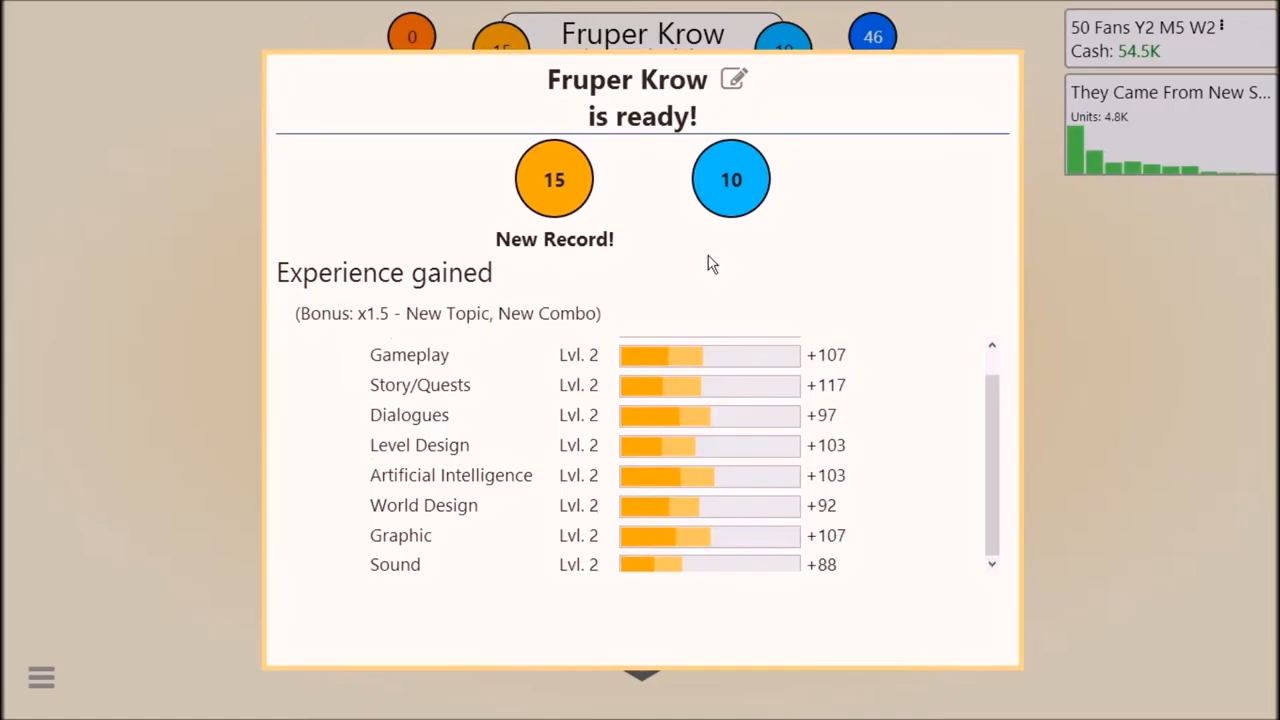 0
15
Fruper Krow
10
46
50 Fans Y2 M5 W2
Cash: 54.5K
They Came From New S...
Units: 4.8K
Fruper Krow
is ready!
15
10
New Record!
Experience gained
(Bonus: x1.5 - New Topic, New Combo)
Gameplay Lvl. 2 +107
Story/Quests Lvl. 2 +117
Dialogues Lvl. 2 +97
Level Design Lvl. 2 +103
Artificial Intelligence Lvl. 2 +103
World Design Lvl. 2 +92
Graphic Lvl. 2 +107
Sound Lvl. 2 +88